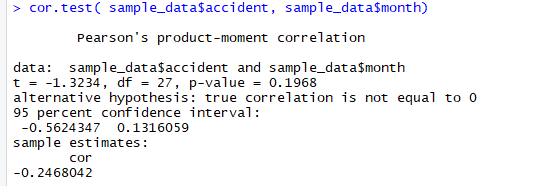 > cor.test( sample_data$accident, sample_data$month)
Pearson's product-moment correlation
data:  sample_data$accident and sample_data$month
t = -1.3234, df = 27, p-value = 0.1968
alternative hypothesis: true correlation is not equal to 0
95 percent confidence interval:
 -0.5624347  0.1316059
sample estimates:
       cor
-0.2468042